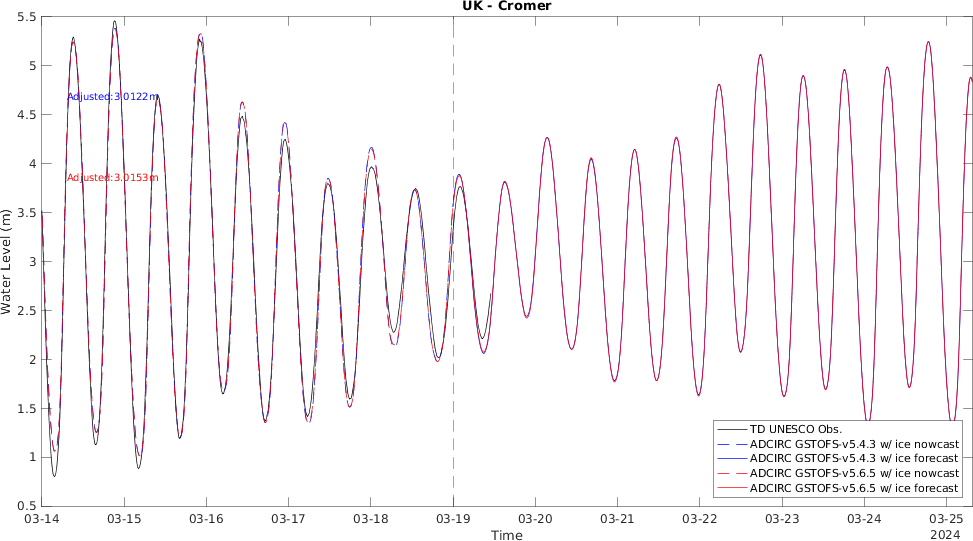 UK - Cromer
5.5
5
4.5
4
3.5
3
2.5
2
1.5
1
0.5
Water Level (m)
Adjusted:3.0122m
Adjusted:3.0153m
TD UNESCO Obs.
ADCIRC GSTOFS-v5.4.3 w/ ice nowcast
ADCIRC GSTOFS-v5.4.3 w/ ice forecast
ADCIRC GSTOFS-v5.6.5 w/ ice nowcast
ADCIRC GSTOFS-v5.6.5 w/ ice forecast
03-14 03-15 03-16 03-17 03-18 03-19 03-20 03-21 03-22 03-23 03-24 03-25
2024
Time